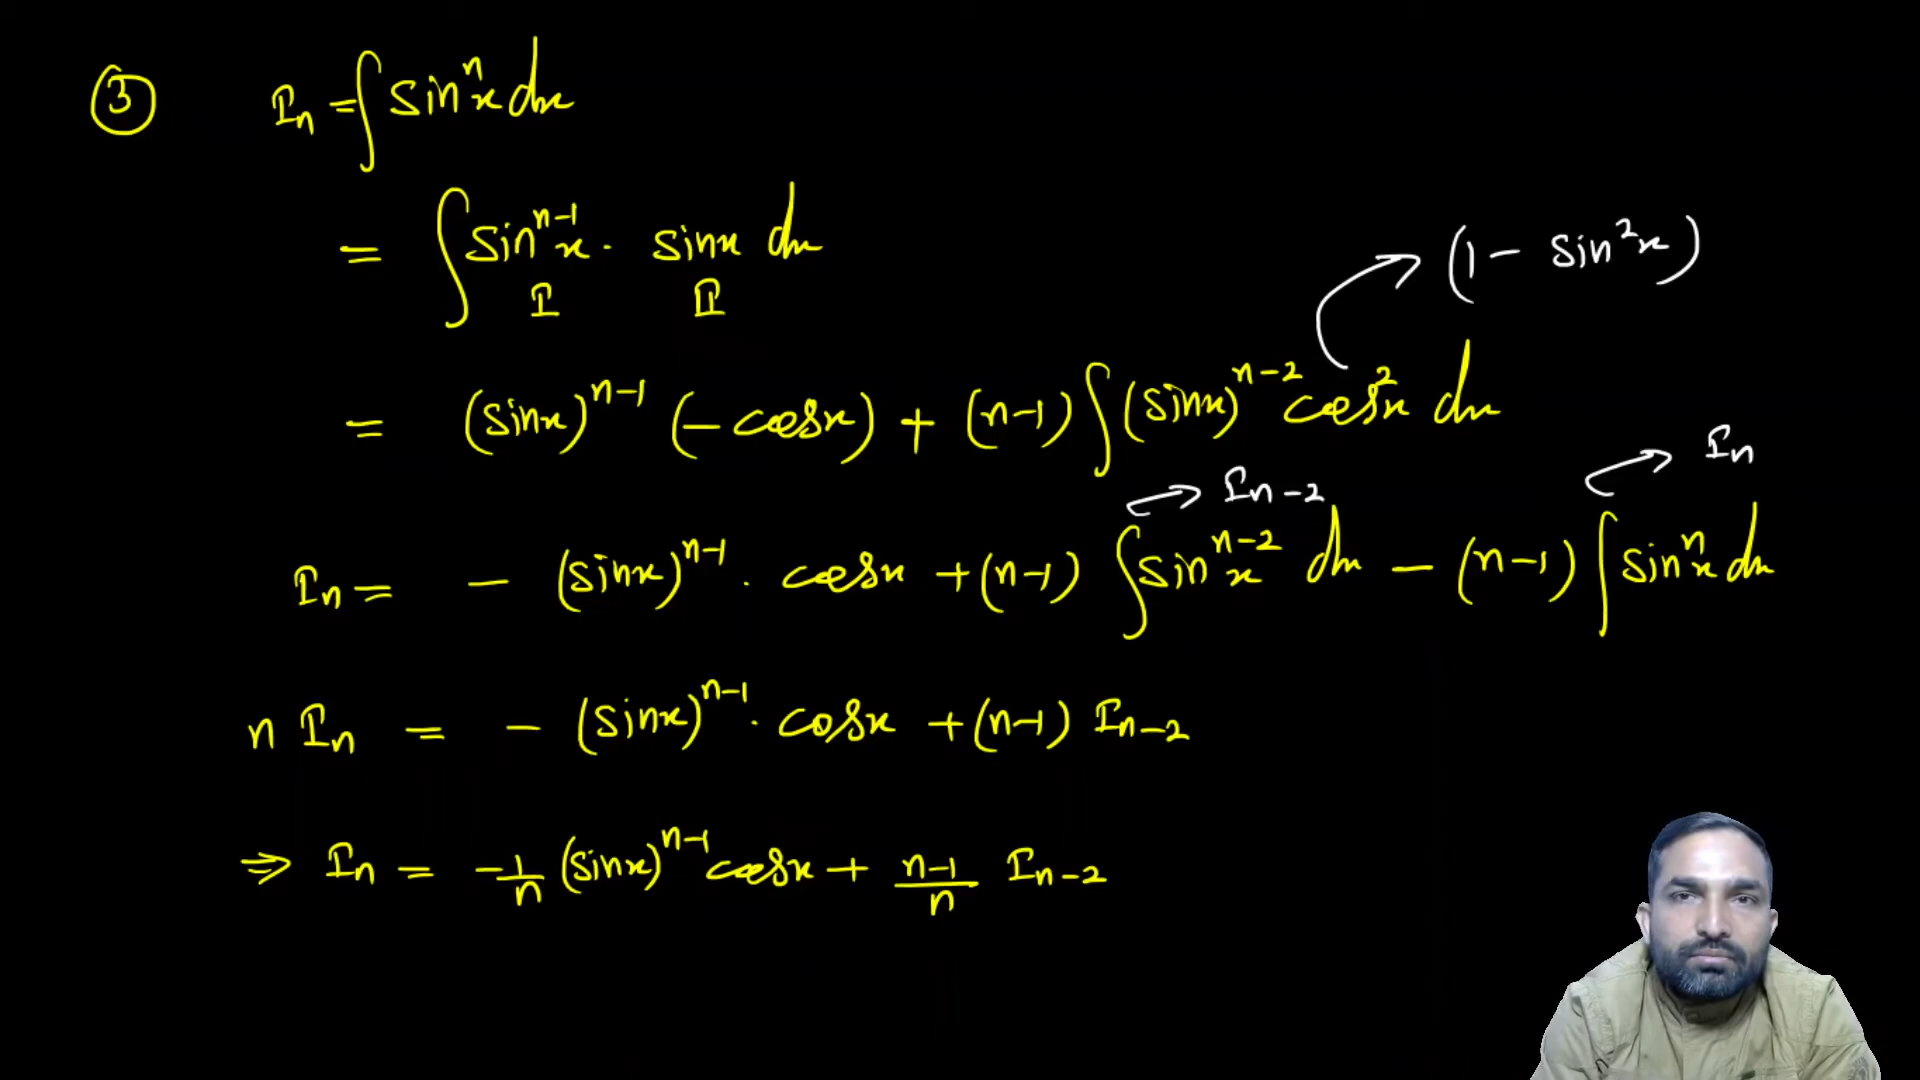 ③ Iₙ = ∫ sinⁿx dx
= ∫ sinⁿ⁻¹x · sinx dx
I II
(1 − sin²x)
= (sinx)ⁿ⁻¹ (−cosx) + (n−1) ∫ (sinx)ⁿ⁻² cos²x dx
→ Iₙ₋₂ → Iₙ
Iₙ = − (sinx)ⁿ⁻¹ · cosx + (n−1) ∫ sinⁿ⁻²x dx − (n−1) ∫ sinⁿx dx
n Iₙ = − (sinx)ⁿ⁻¹ · cosx + (n−1) Iₙ₋₂
⇒ Iₙ = −1/n (sinx)ⁿ⁻¹ cosx + (n−1)/n Iₙ₋₂